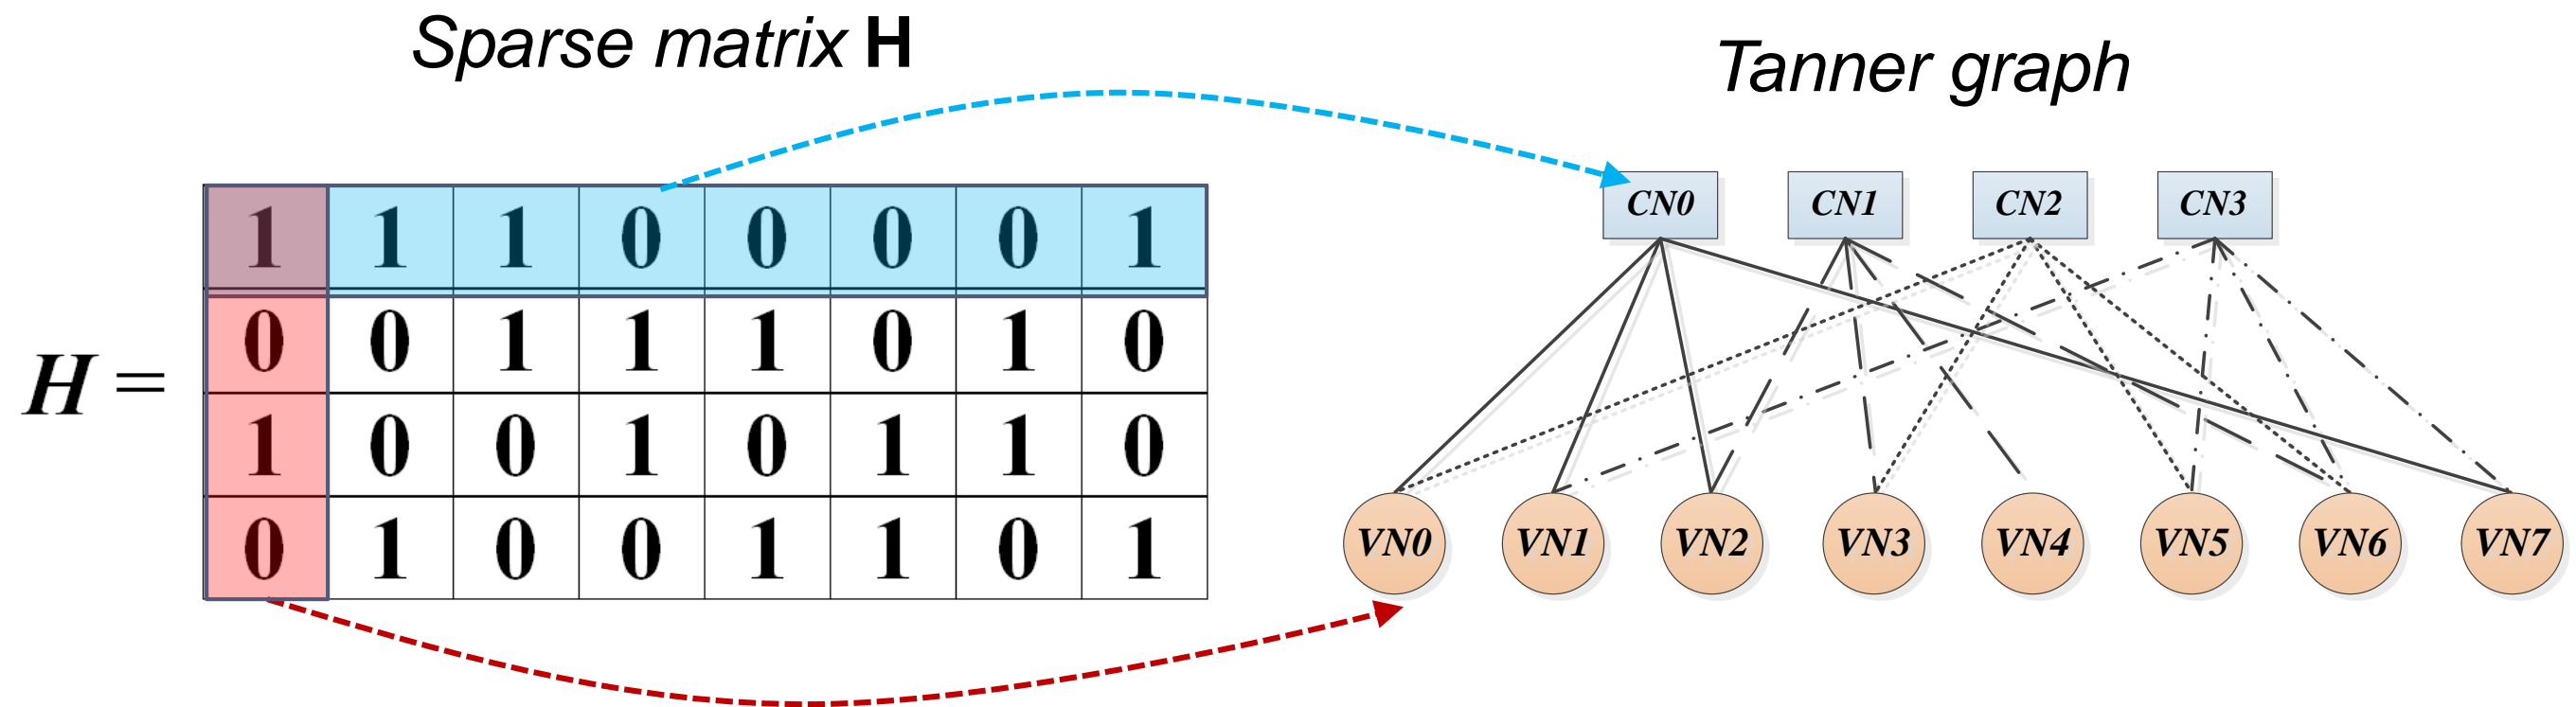 Sparse matrix H
Tanner graph
H =
1 1 1 0 0 0 0 1
0 0 1 1 1 0 1 0
1 0 0 1 0 1 1 0
0 1 0 0 1 1 0 1
CN0 CN1 CN2 CN3
VN0 VN1 VN2 VN3 VN4 VN5 VN6 VN7